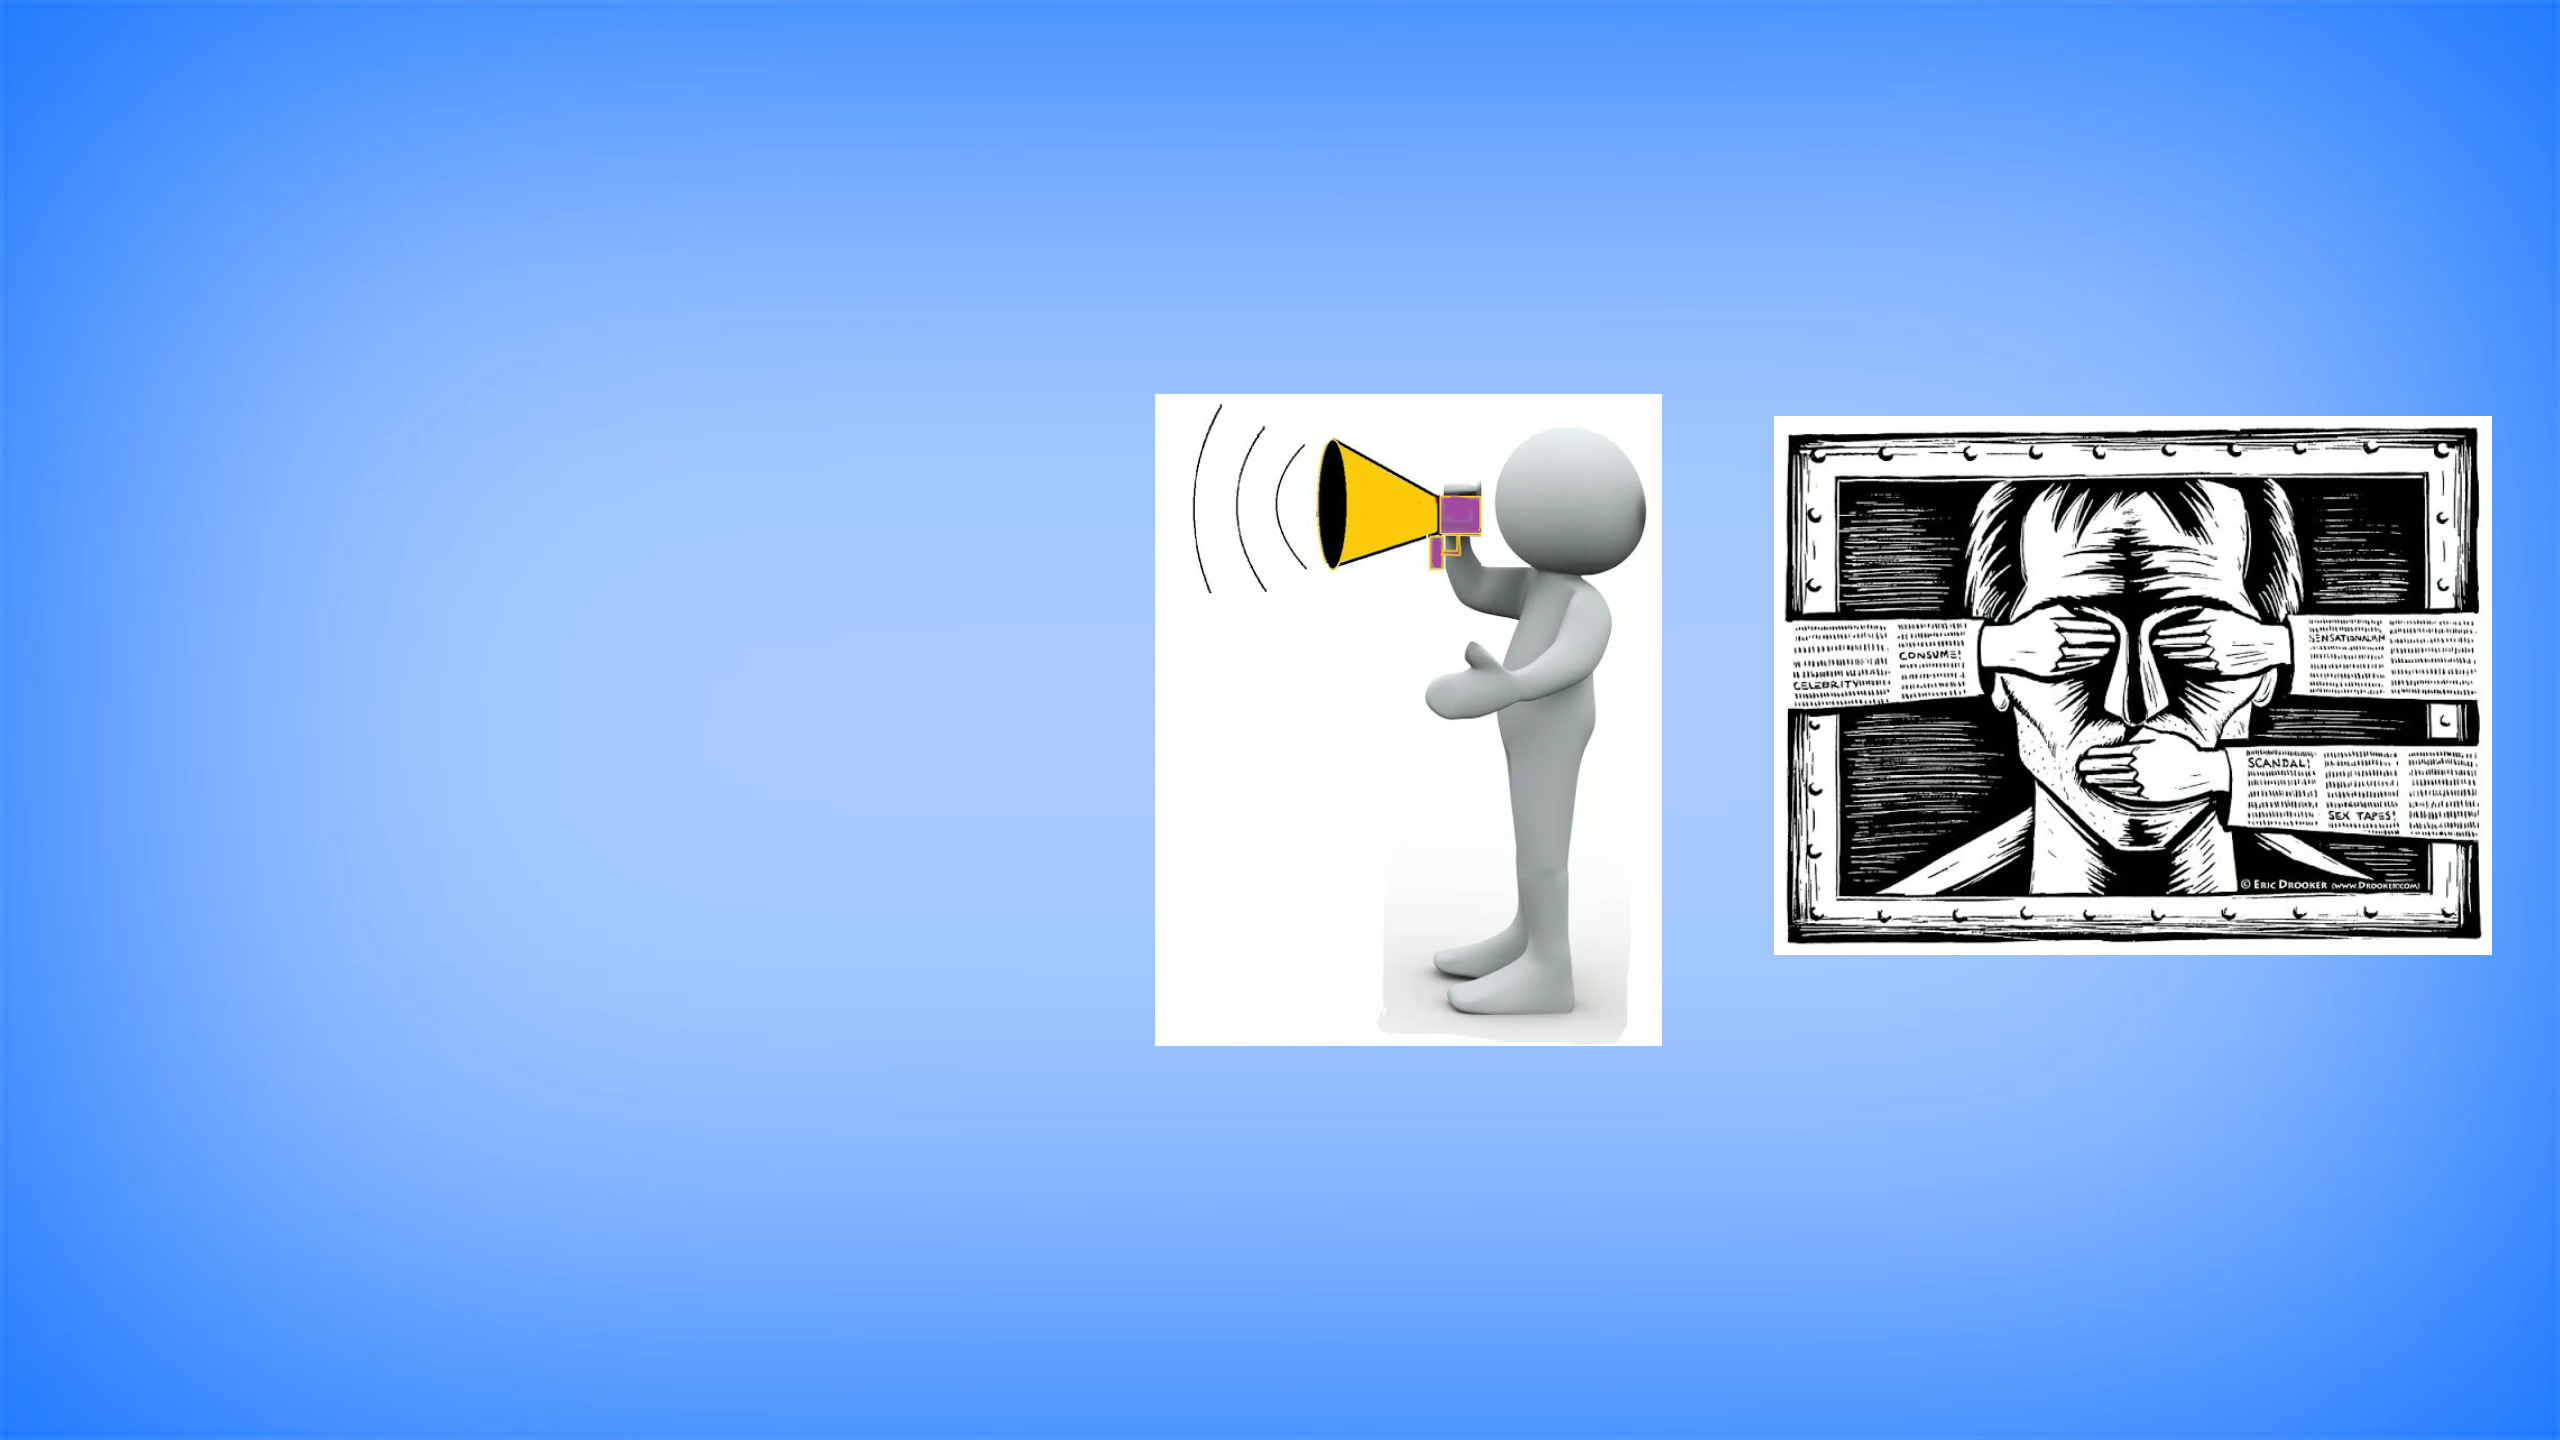 CONSUME!
CELEBRITY
SENSATIONALISM
SCANDAL!
SEX TAPES!
© ERIC DROOKER (WWW.DROOKER.COM)